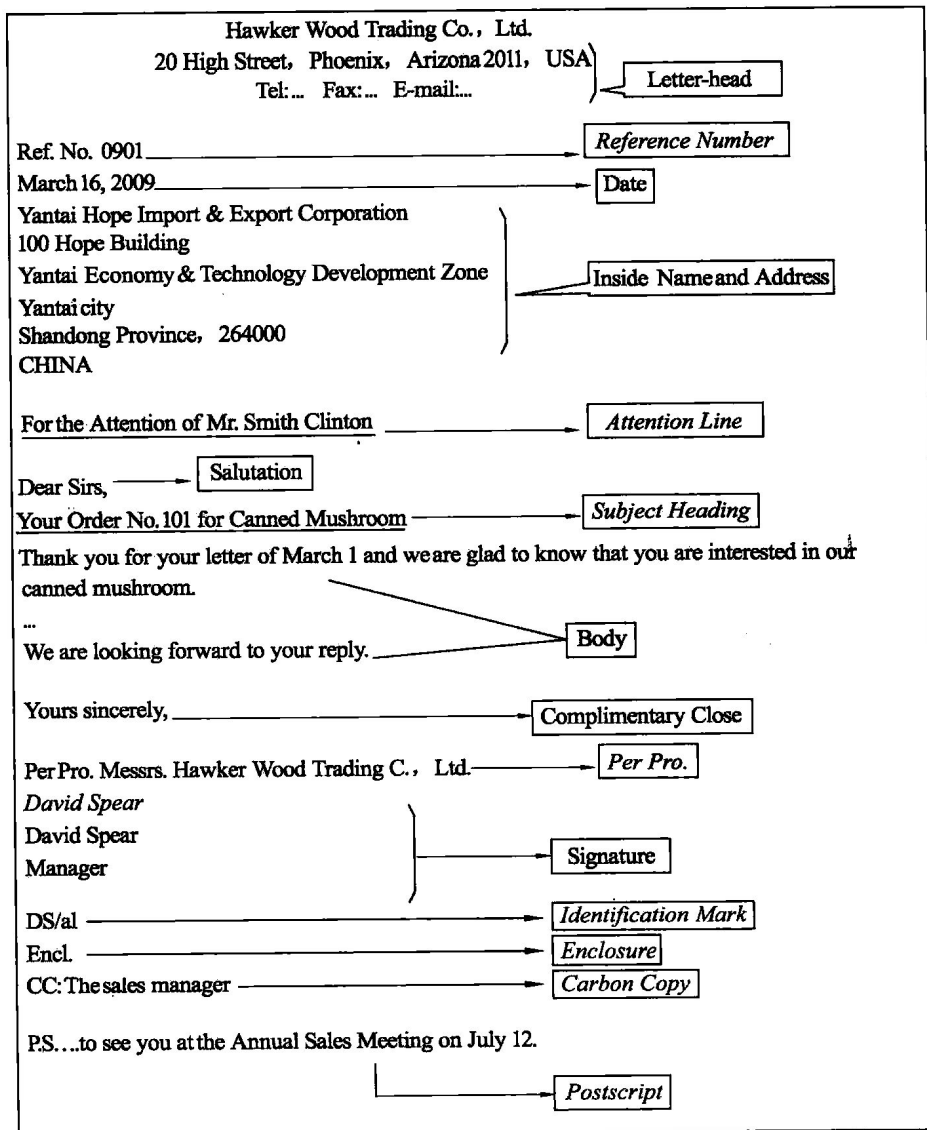 Hawker Wood Trading Co., Ltd.
20 High Street, Phoenix, Arizona 2011, USA
Tel:... Fax:... E-mail:...
Letter-head
Ref. No. 0901
Reference Number
March 16, 2009
Date
Yantai Hope Import & Export Corporation
100 Hope Building
Yantai Economy & Technology Development Zone
Yantai city
Shandong Province, 264000
CHINA
Inside Name and Address
For the Attention of Mr. Smith Clinton
Attention Line
Dear Sirs,
Salutation
Your Order No. 101 for Canned Mushroom
Subject Heading
Thank you for your letter of March 1 and we are glad to know that you are interested in our
canned mushroom.
...
We are looking forward to your reply.
Body
Yours sincerely,
Complimentary Close
Per Pro. Messrs. Hawker Wood Trading C., Ltd.
Per Pro.
David Spear
David Spear
Manager
Signature
DS/al
Identification Mark
Encl.
Enclosure
CC: The sales manager
Carbon Copy
P.S....to see you at the Annual Sales Meeting on July 12.
Postscript